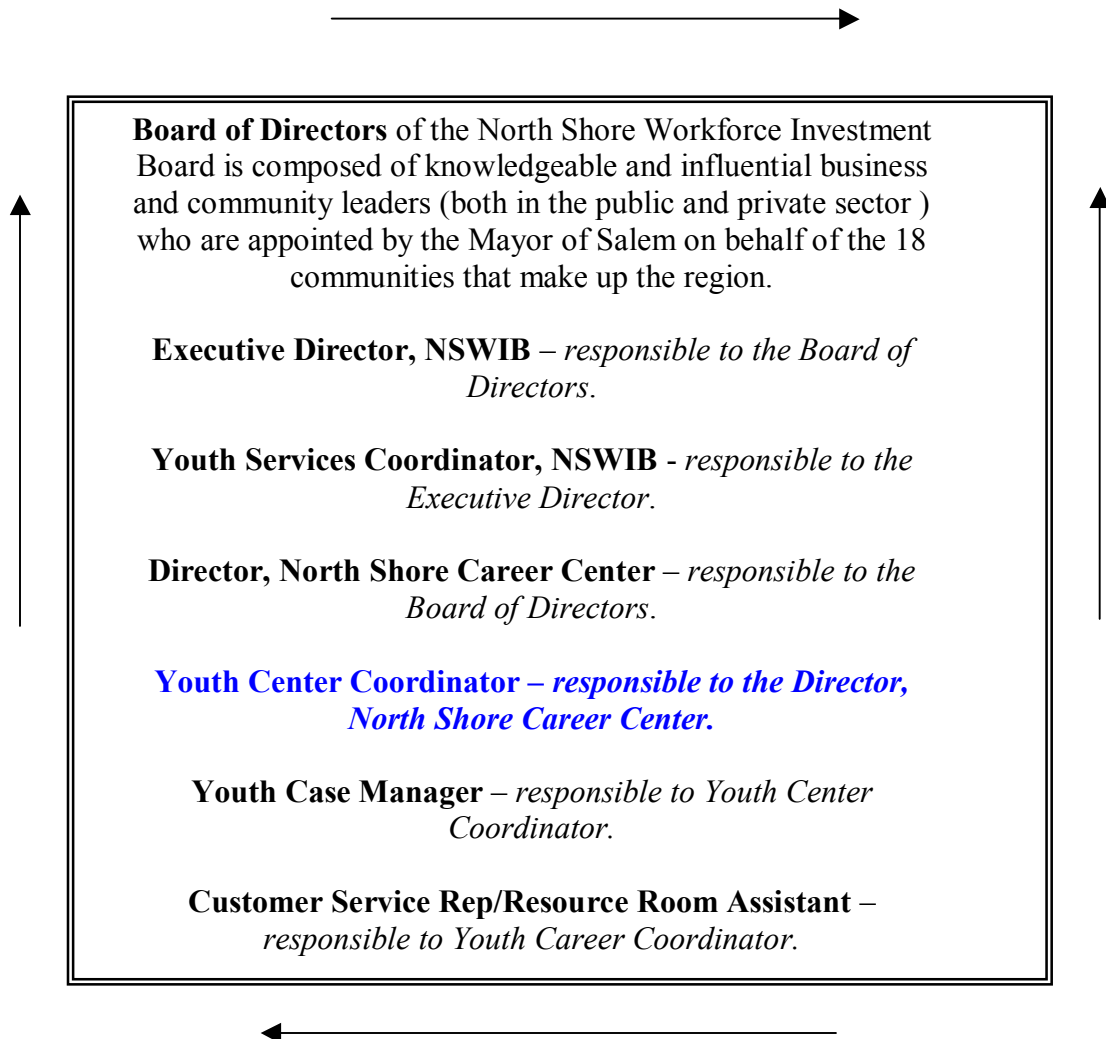 Board of Directors of the North Shore Workforce Investment
Board is composed of knowledgeable and influential business
and community leaders (both in the public and private sector )
who are appointed by the Mayor of Salem on behalf of the 18
communities that make up the region.
Executive Director, NSWIB – responsible to the Board of
Directors.
Youth Services Coordinator, NSWIB - responsible to the
Executive Director.
Director, North Shore Career Center – responsible to the
Board of Directors.
Youth Center Coordinator – responsible to the Director,
North Shore Career Center.
Youth Case Manager – responsible to Youth Center
Coordinator.
Customer Service Rep/Resource Room Assistant –
responsible to Youth Career Coordinator.